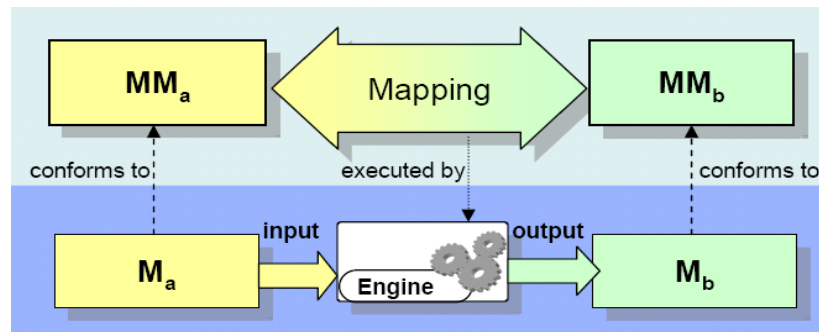 MMa
Mapping
MMb
conforms to
executed by
conforms to
input
output
Ma
Engine
Mb